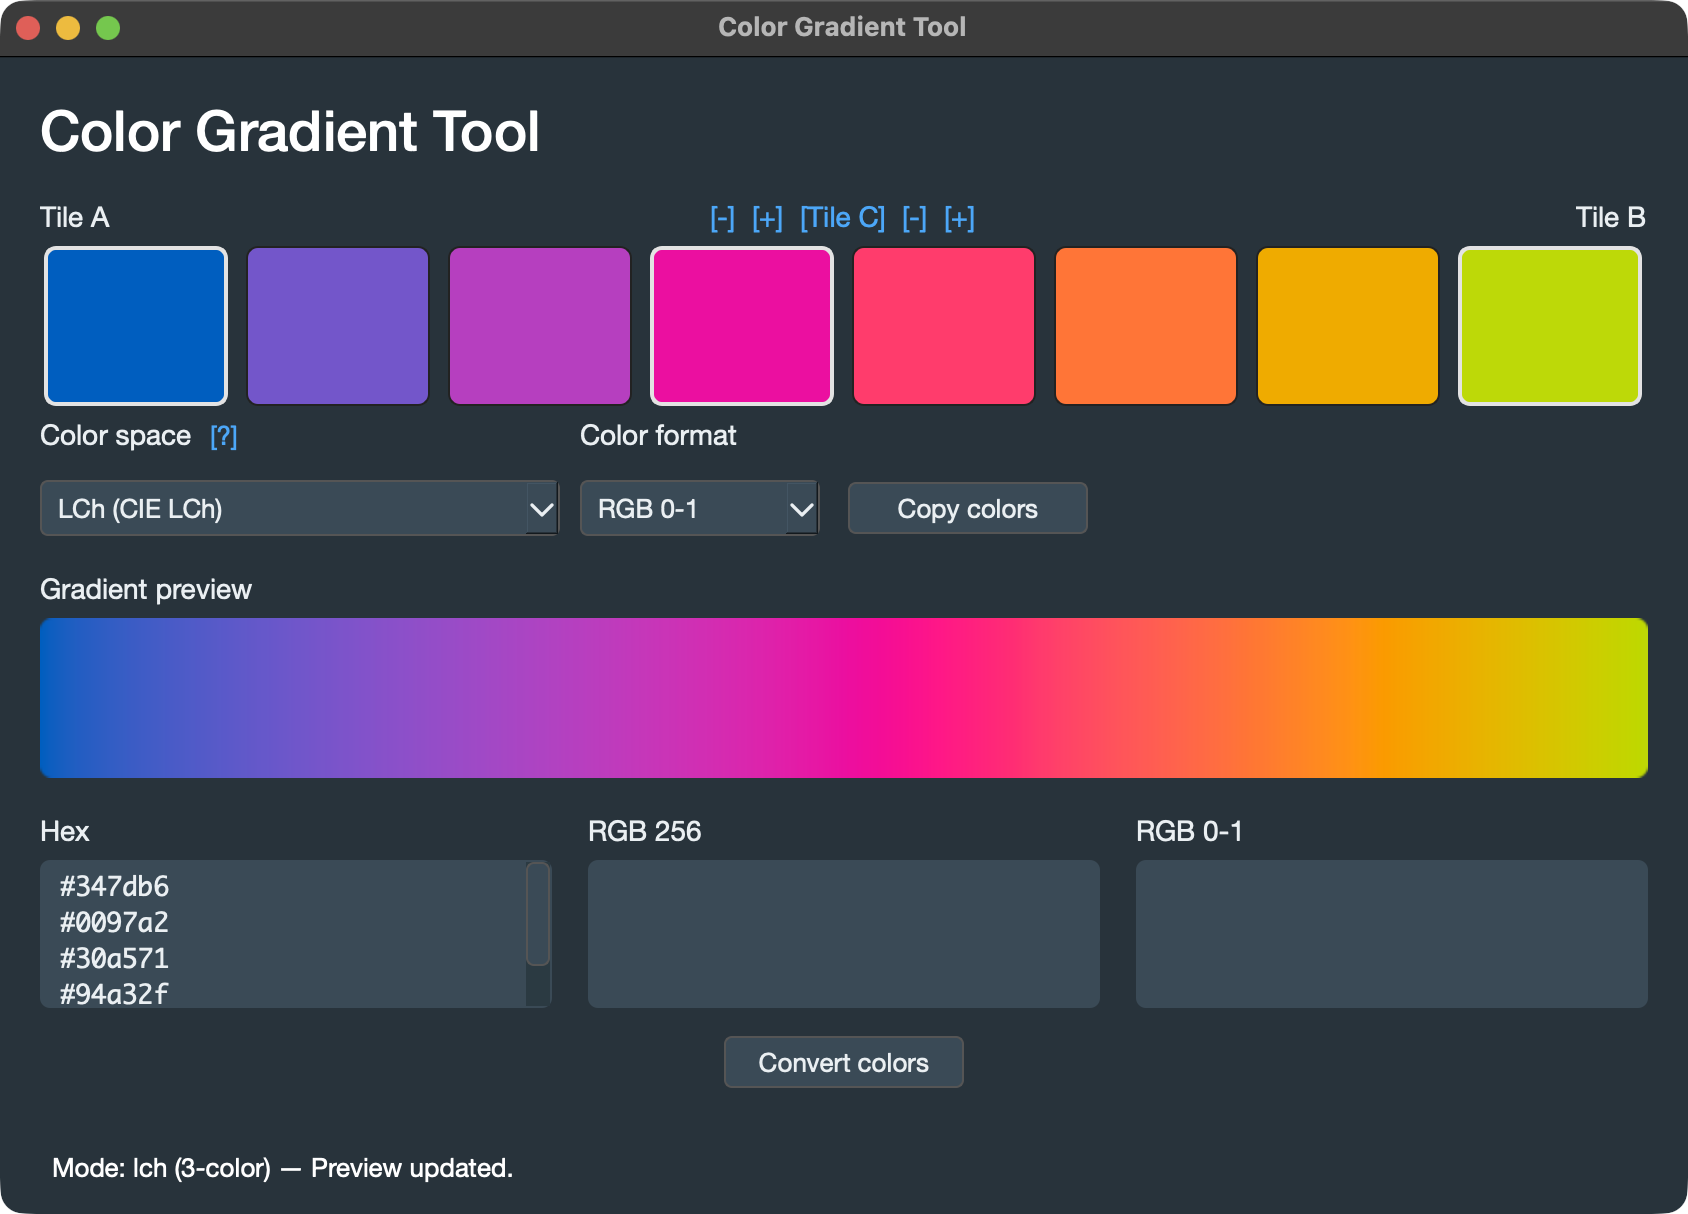 Color Gradient Tool
Color Gradient Tool
Tile A [-] [+] [Tile C] [-] [+] Tile B
Color space [?] Color format
LCh (CIE LCh) RGB 0-1 Copy colors
Gradient preview
Hex RGB 256 RGB 0-1
#347db6
#0097a2
#30a571
#94a32f
Convert colors
Mode: lch (3-color) — Preview updated.